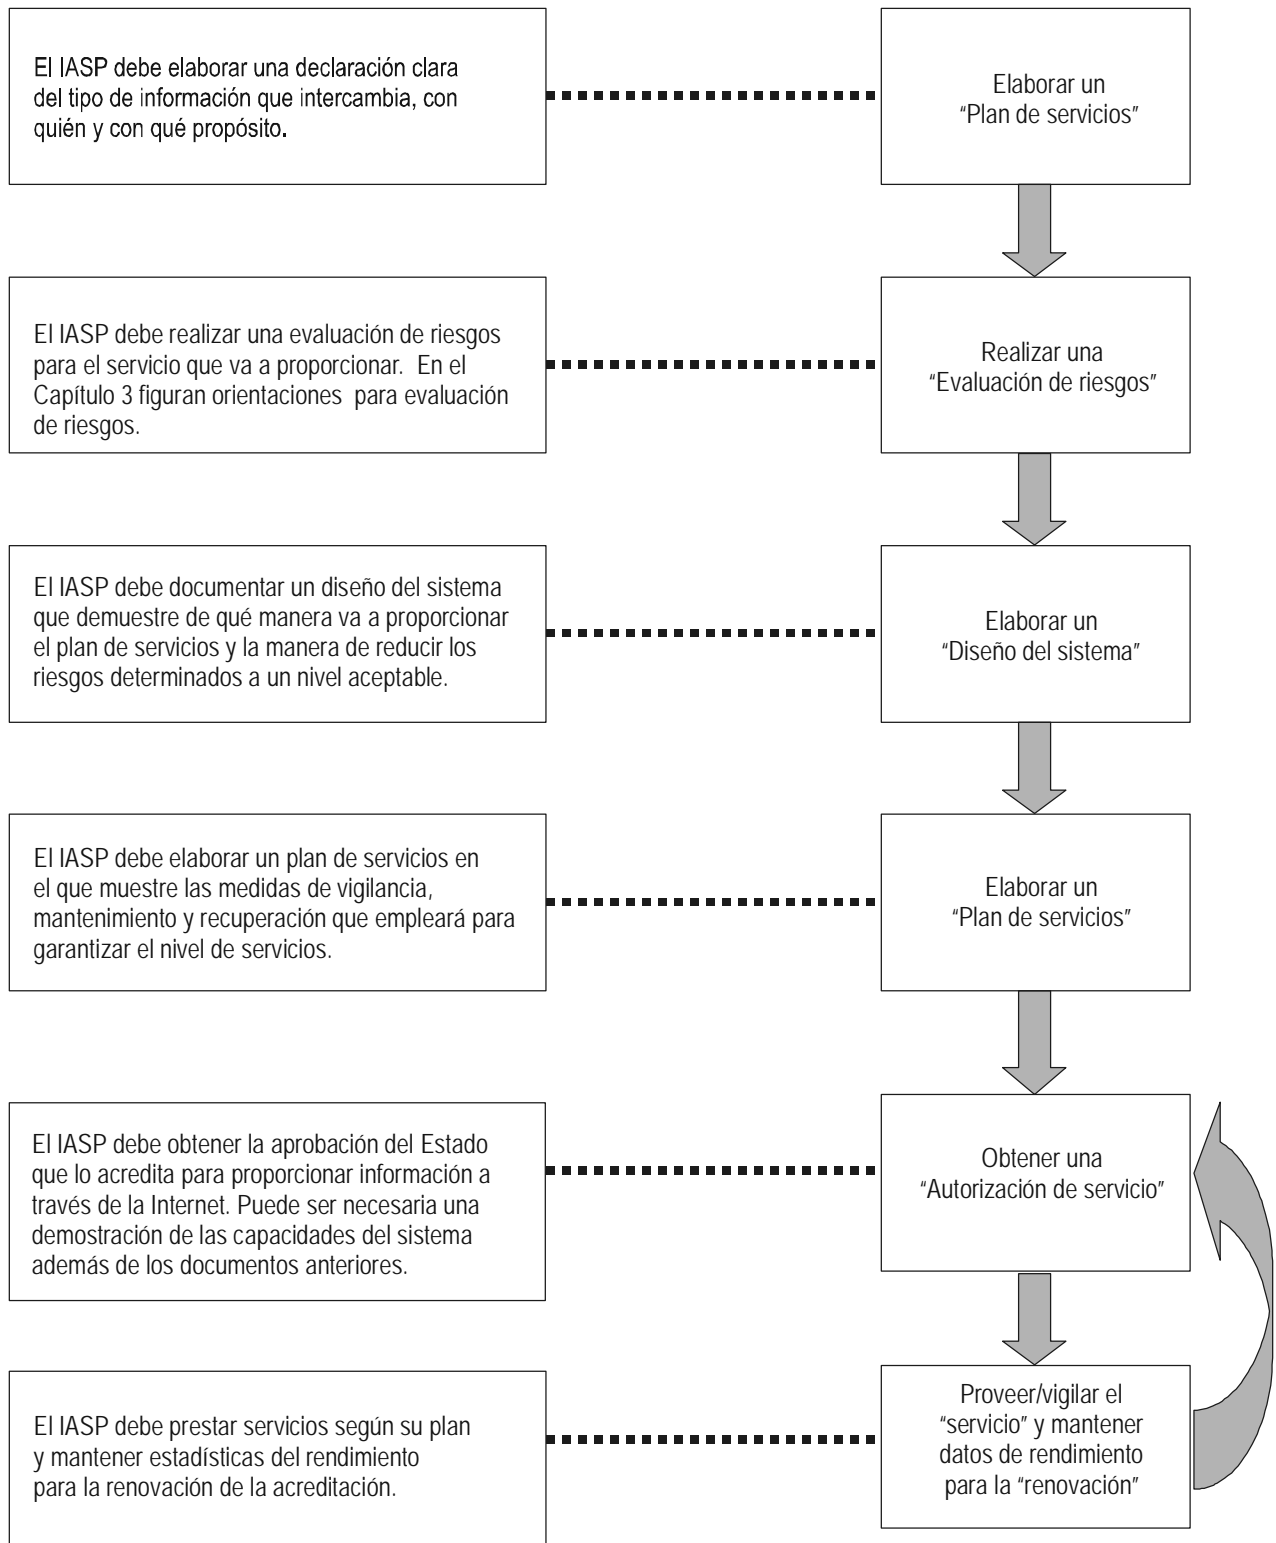 El IASP debe elaborar una declaración clara
del tipo de información que intercambia, con
quién y con qué propósito.
Elaborar un
“Plan de servicios”
El IASP debe realizar una evaluación de riesgos
para el servicio que va a proporcionar. En el
Capítulo 3 figuran orientaciones para evaluación
de riesgos.
Realizar una
“Evaluación de riesgos”
El IASP debe documentar un diseño del sistema
que demuestre de qué manera va a proporcionar
el plan de servicios y la manera de reducir los
riesgos determinados a un nivel aceptable.
Elaborar un
“Diseño del sistema”
El IASP debe elaborar un plan de servicios en
el que muestre las medidas de vigilancia,
mantenimiento y recuperación que empleará para
garantizar el nivel de servicios.
Elaborar un
“Plan de servicios”
El IASP debe obtener la aprobación del Estado
que lo acredita para proporcionar información a
través de la Internet. Puede ser necesaria una
demostración de las capacidades del sistema
además de los documentos anteriores.
Obtener una
“Autorización de servicio”
El IASP debe prestar servicios según su plan
y mantener estadísticas del rendimiento
para la renovación de la acreditación.
Proveer/vigilar el
“servicio” y mantener
datos de rendimiento
para la “renovación”